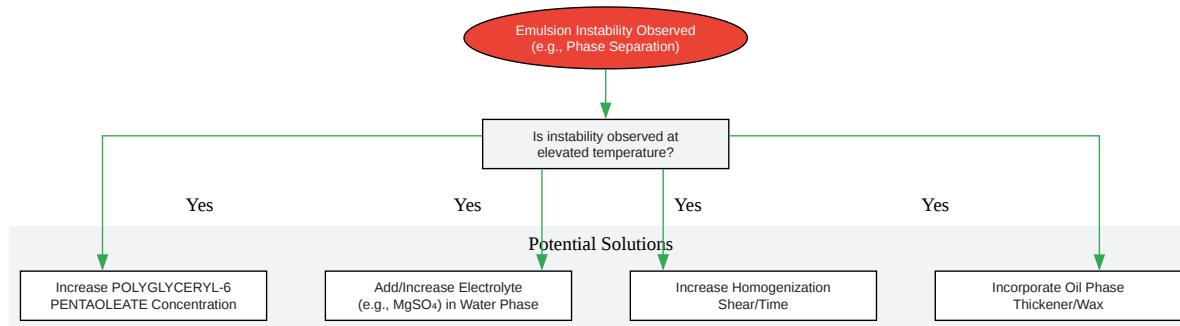 Emulsion Instability Observed
(e.g., Phase Separation)
Is instability observed at
elevated temperature?
Yes
Yes
Yes
Yes
Potential Solutions
Increase POLYGLYCERYL-6
PENTAOLEATE Concentration
Add/Increase Electrolyte
(e.g., MgSO₄) in Water Phase
Increase Homogenization
Shear/Time
Incorporate Oil Phase
Thickener/Wax